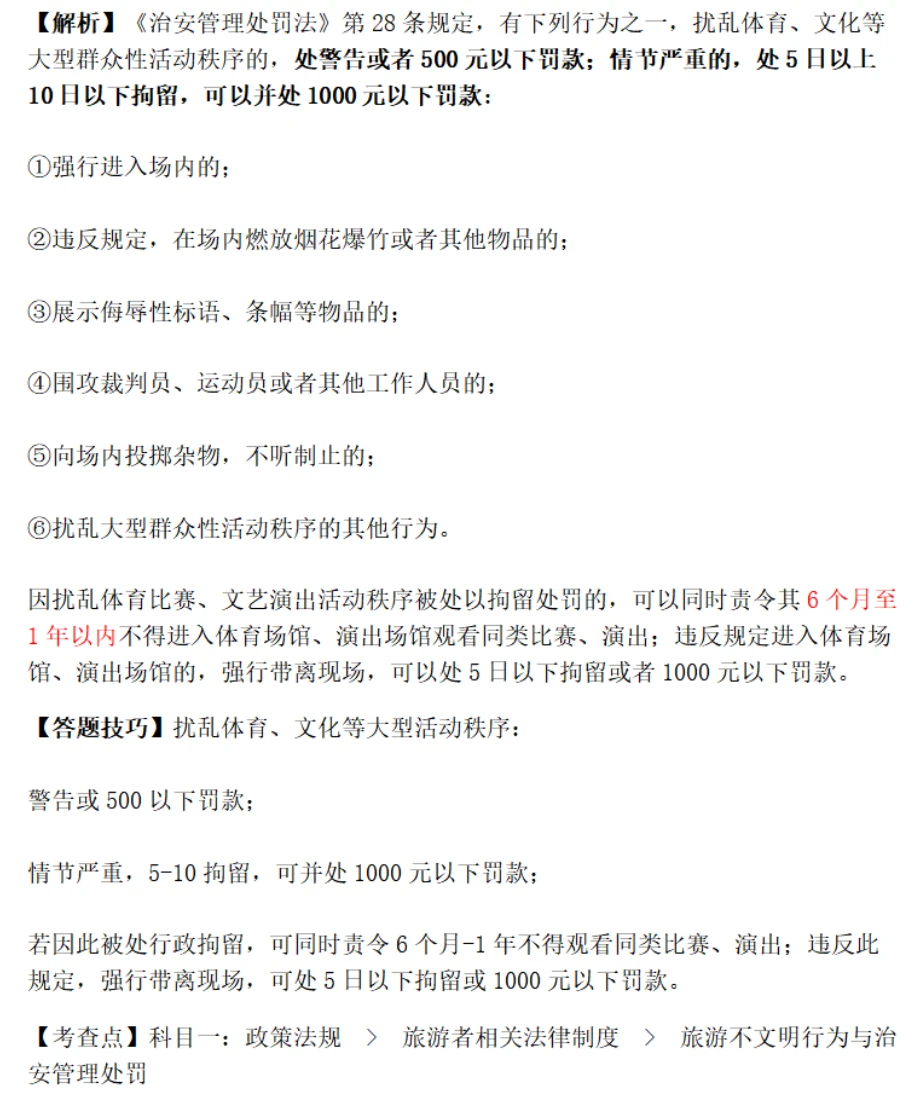 【解析】《治安管理处罚法》第28条规定，有下列行为之一，扰乱体育、文化等
大型群众性活动秩序的，处警告或者500元以下罚款；情节严重的，处5日以上
10日以下拘留，可以并处1000元以下罚款：
①强行进入场内的；
②违反规定，在场内燃放烟花爆竹或者其他物品的；
③展示侮辱性标语、条幅等物品的；
④围攻裁判员、运动员或者其他工作人员的；
⑤向场内投掷杂物，不听制止的；
⑥扰乱大型群众性活动秩序的其他行为。
因扰乱体育比赛、文艺演出活动秩序被处以拘留处罚的，可以同时责令其6个月至
1年以内不得进入体育场馆、演出场馆观看同类比赛、演出；违反规定进入体育场
馆、演出场馆的，强行带离现场，可以处5日以下拘留或者1000元以下罚款。
【答题技巧】扰乱体育、文化等大型活动秩序：
警告或500以下罚款；
情节严重，5-10拘留，可并处1000元以下罚款；
若因此被处行政拘留，可同时责令6个月-1年不得观看同类比赛、演出；违反此
规定，强行带离现场，可处5日以下拘留或1000元以下罚款。
【考查点】科目一：政策法规 > 旅游者相关法律制度 > 旅游不文明行为与治
安管理处罚